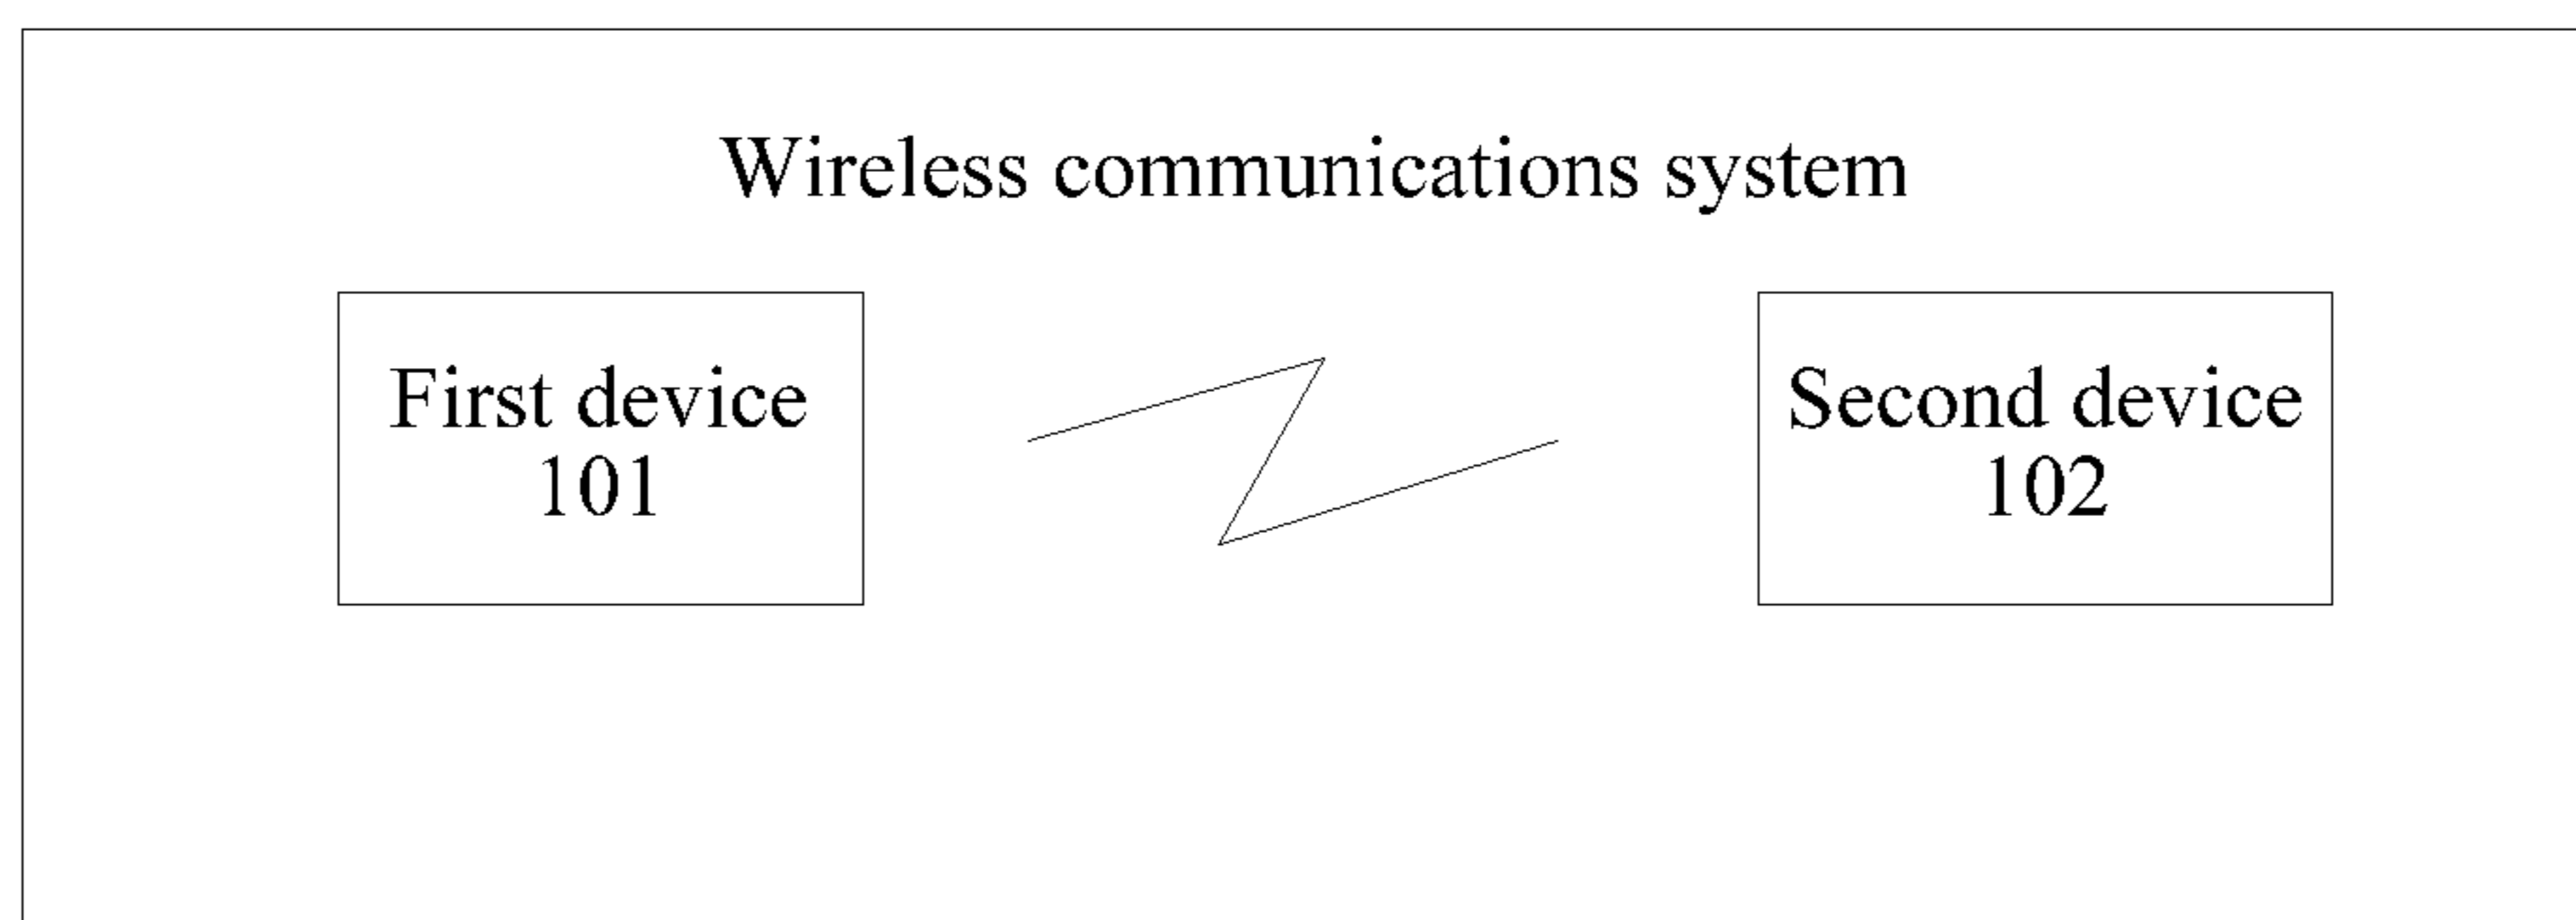 Wireless communications system
First device
101
Second device
102